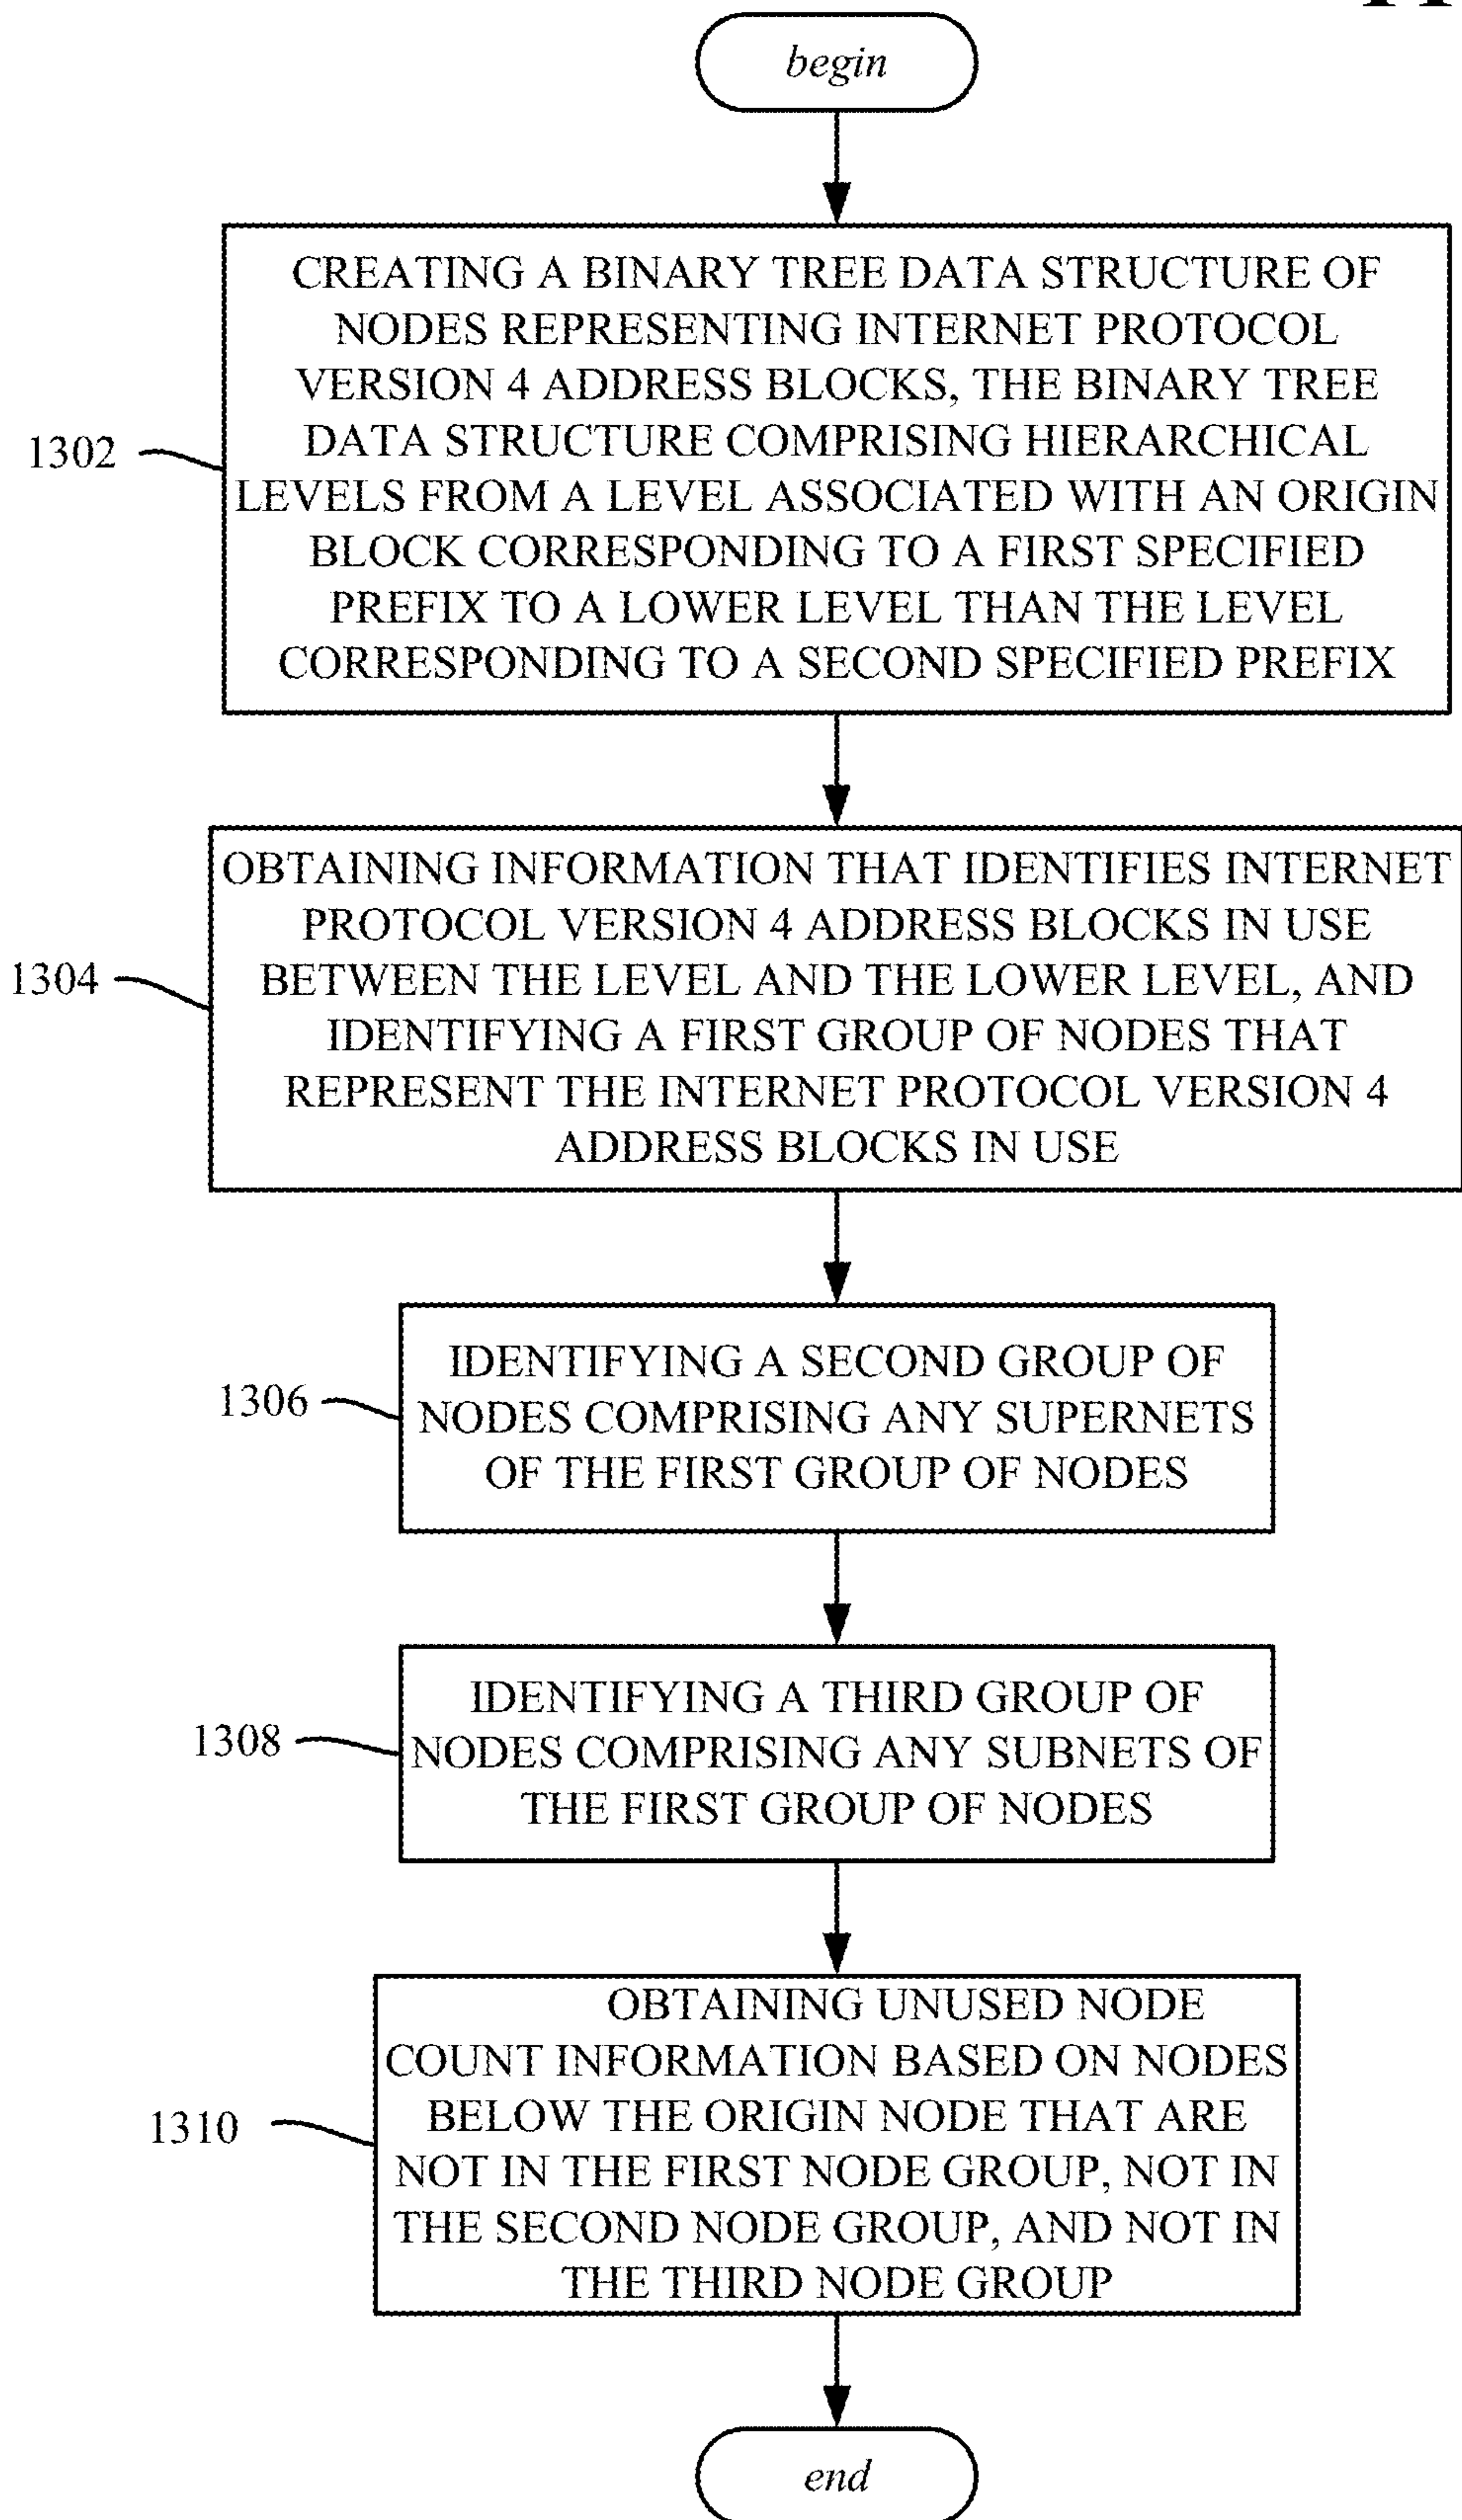 begin
CREATING A BINARY TREE DATA STRUCTURE OF
NODES REPRESENTING INTERNET PROTOCOL
VERSION 4 ADDRESS BLOCKS, THE BINARY TREE
DATA STRUCTURE COMPRISING HIERARCHICAL
LEVELS FROM A LEVEL ASSOCIATED WITH AN ORIGIN
BLOCK CORRESPONDING TO A FIRST SPECIFIED
PREFIX TO A LOWER LEVEL THAN THE LEVEL
CORRESPONDING TO A SECOND SPECIFIED PREFIX
1302
OBTAINING INFORMATION THAT IDENTIFIES INTERNET
PROTOCOL VERSION 4 ADDRESS BLOCKS IN USE
BETWEEN THE LEVEL AND THE LOWER LEVEL, AND
IDENTIFYING A FIRST GROUP OF NODES THAT
REPRESENT THE INTERNET PROTOCOL VERSION 4
ADDRESS BLOCKS IN USE
1304
IDENTIFYING A SECOND GROUP OF
NODES COMPRISING ANY SUPERNETS
OF THE FIRST GROUP OF NODES
1306
IDENTIFYING A THIRD GROUP OF
NODES COMPRISING ANY SUBNETS OF
THE FIRST GROUP OF NODES
1308
OBTAINING UNUSED NODE
COUNT INFORMATION BASED ON NODES
BELOW THE ORIGIN NODE THAT ARE
NOT IN THE FIRST NODE GROUP, NOT IN
THE SECOND NODE GROUP, AND NOT IN
THE THIRD NODE GROUP
1310
end